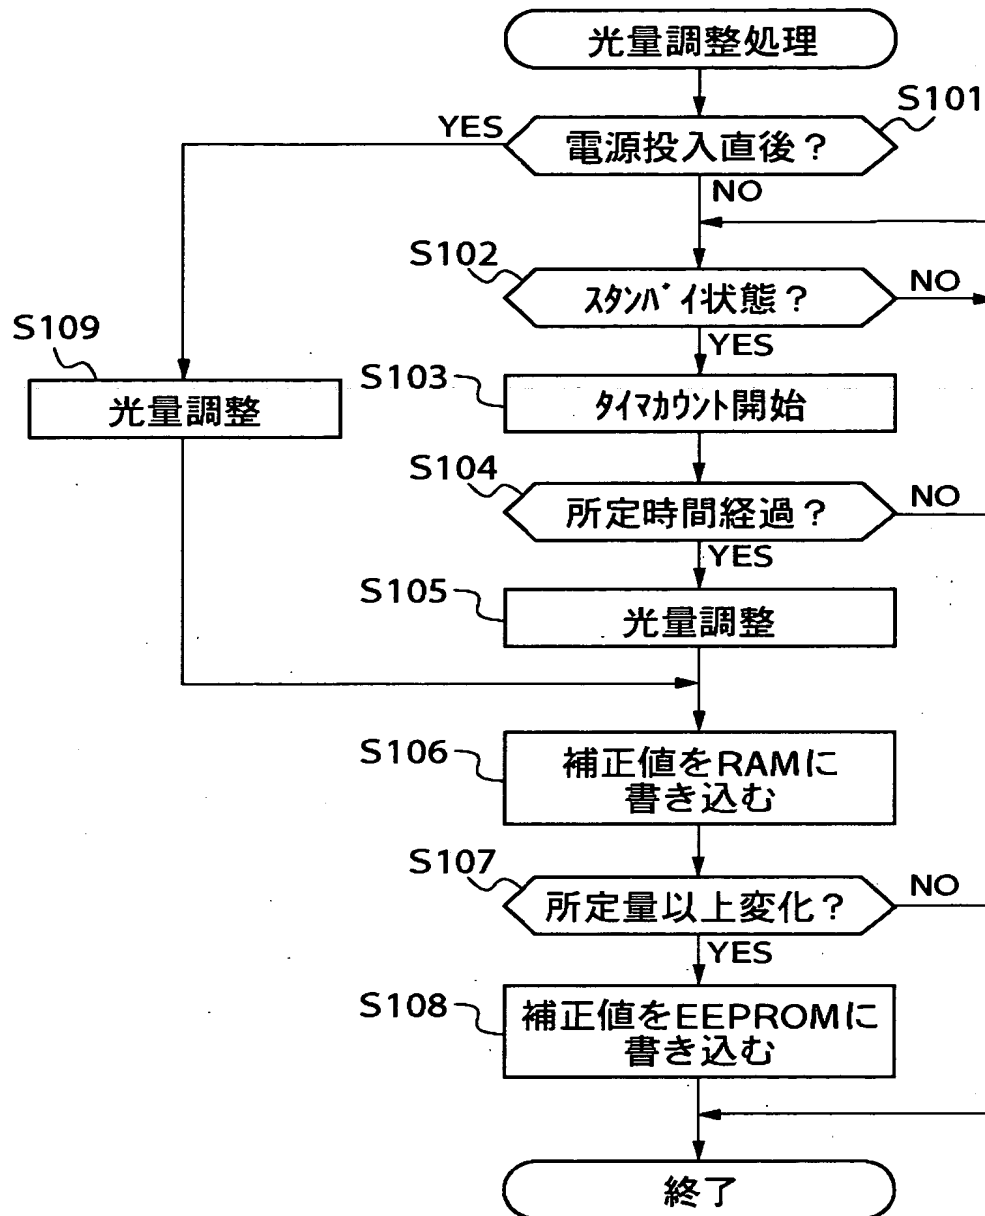 光量調整処理
S101
YES
電源投入直後?
NO
S102
スタンバイ状態?
NO
YES
S109
光量調整
S103
タイマカウント開始
S104
所定時間経過?
NO
YES
S105
光量調整
S106
補正値をRAMに
書き込む
S107
所定量以上変化?
NO
YES
S108
補正値をEEPROMに
書き込む
終了